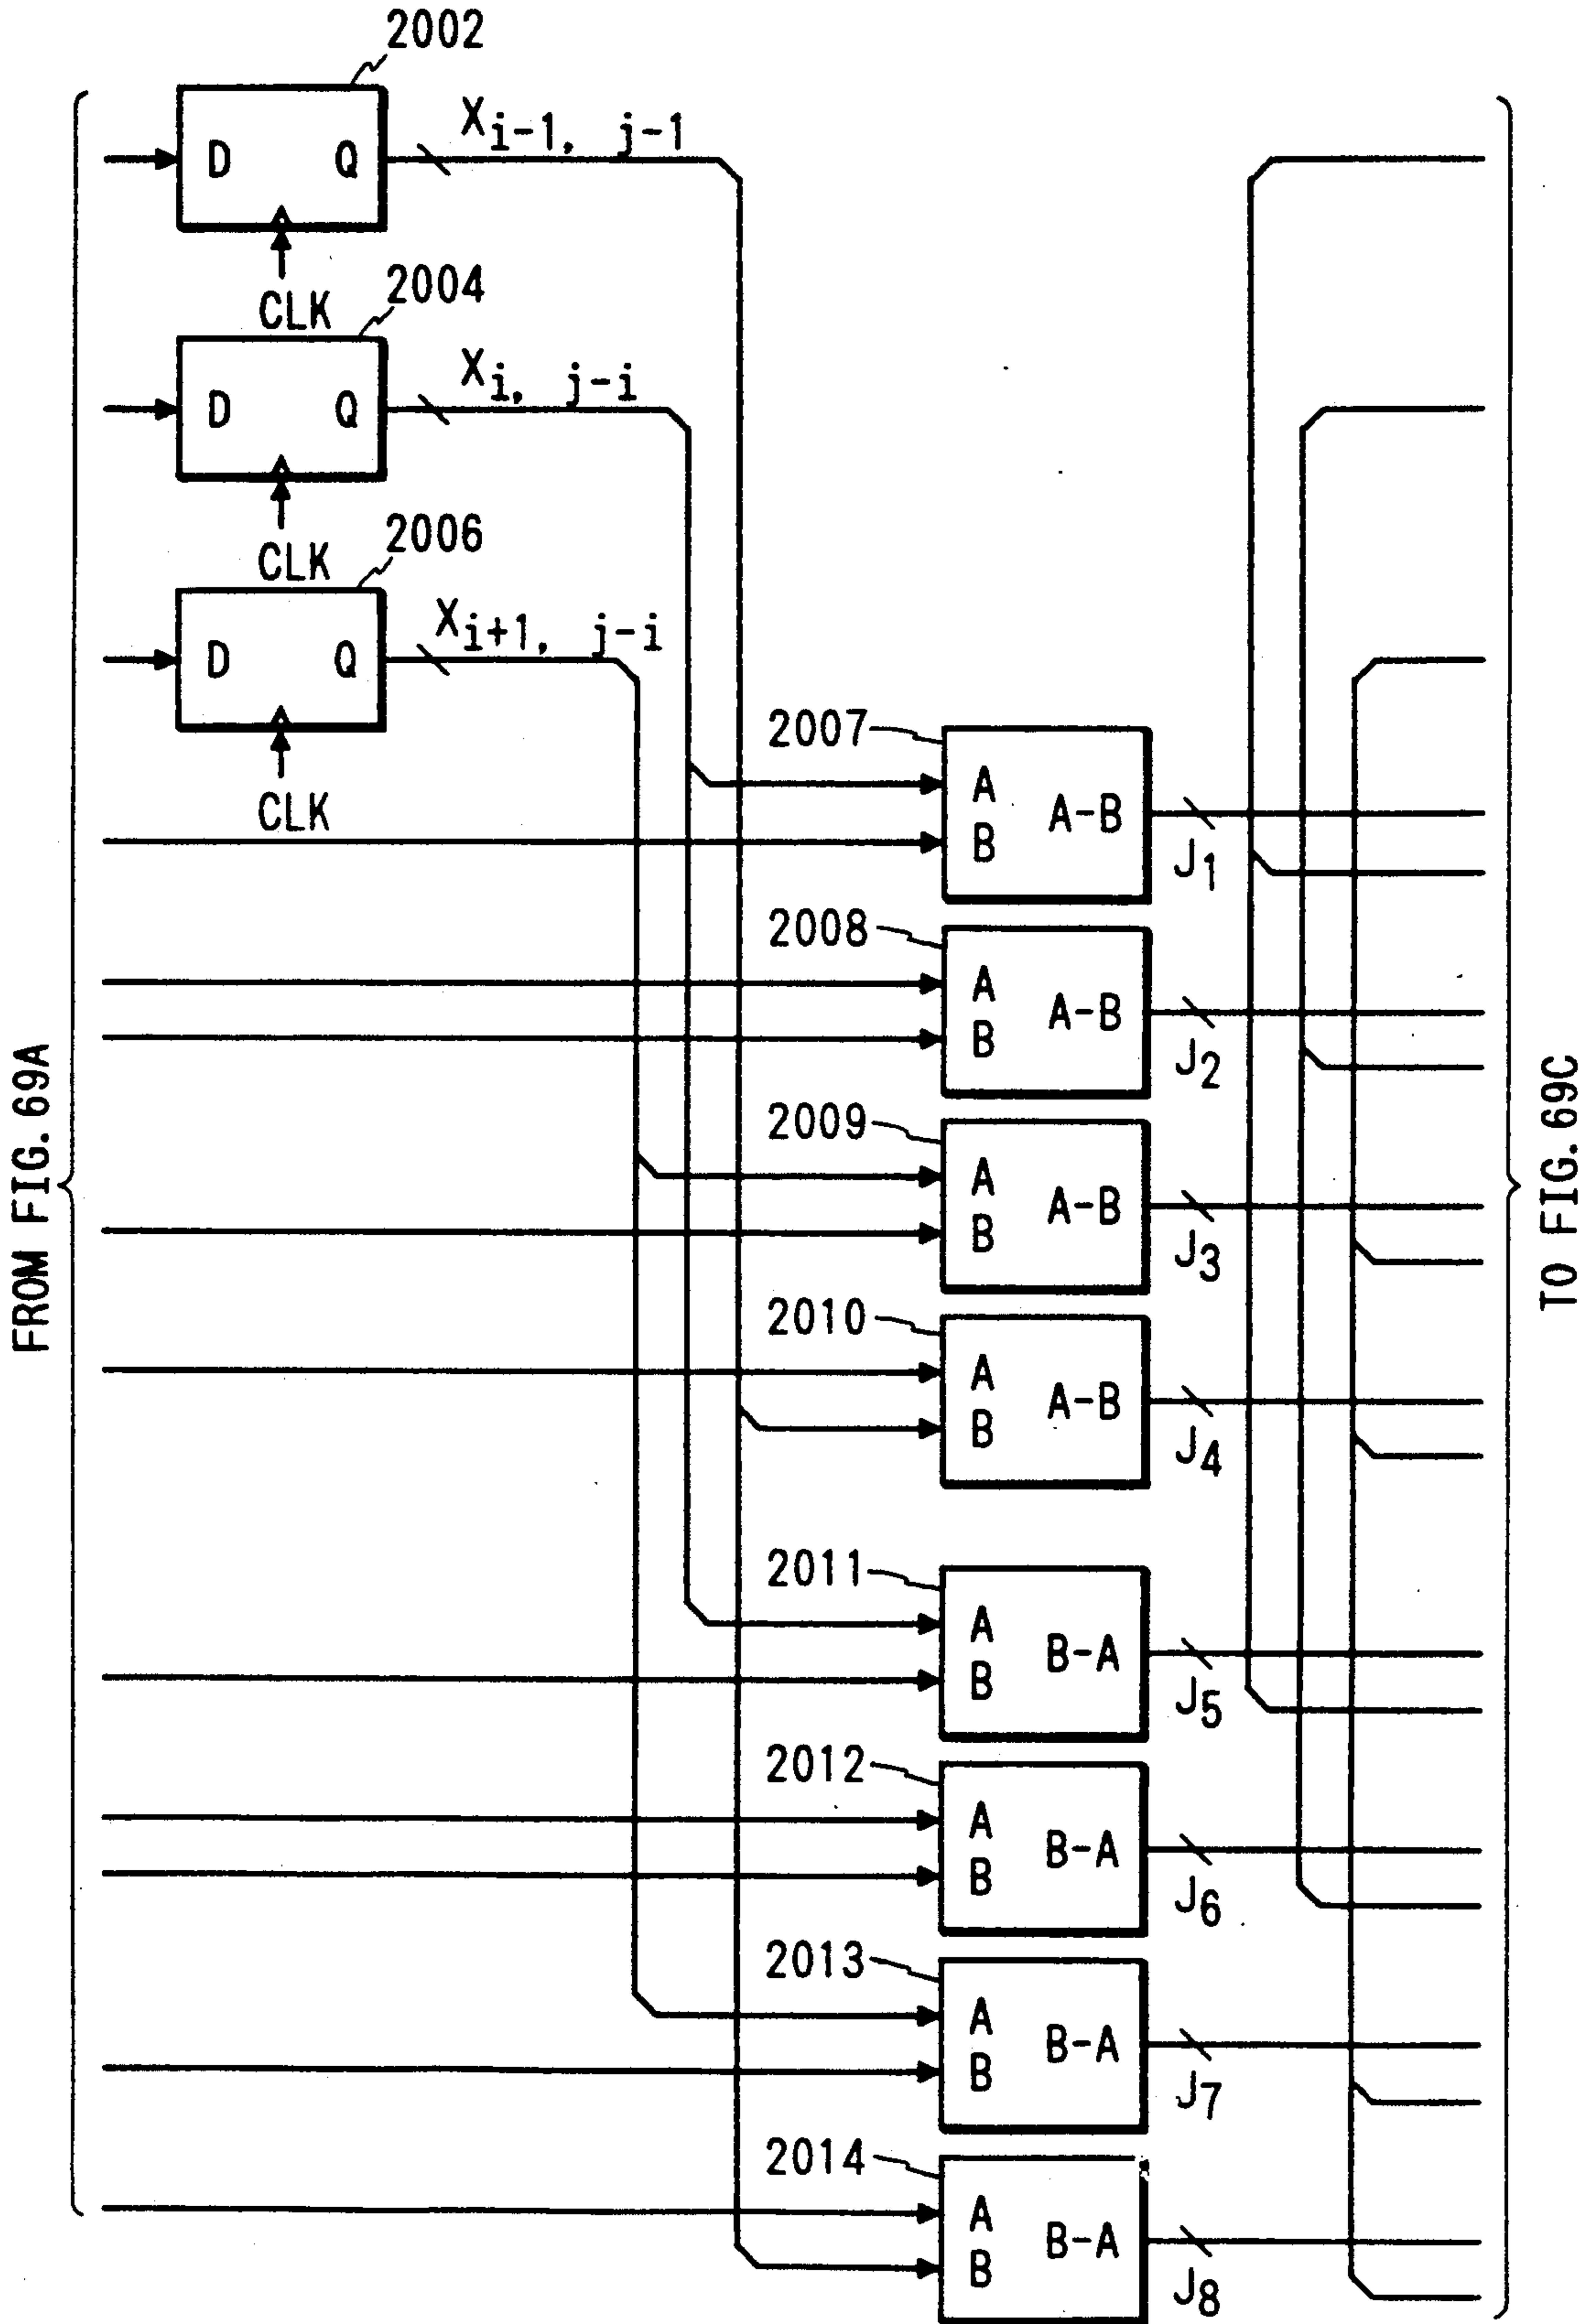 2002
D Q
X i-1, j-1
CLK
2004
D Q
X i, j-i
CLK
2006
D Q
X i+1, j-i
CLK
FROM FIG. 69A
TO FIG. 69C
2007
A
B
A-B
J1
2008
A
B
A-B
J2
2009
A
B
A-B
J3
2010
A
B
A-B
J4
2011
A
B
B-A
J5
2012
A
B
B-A
J6
2013
A
B
B-A
J7
2014
A
B
B-A
J8